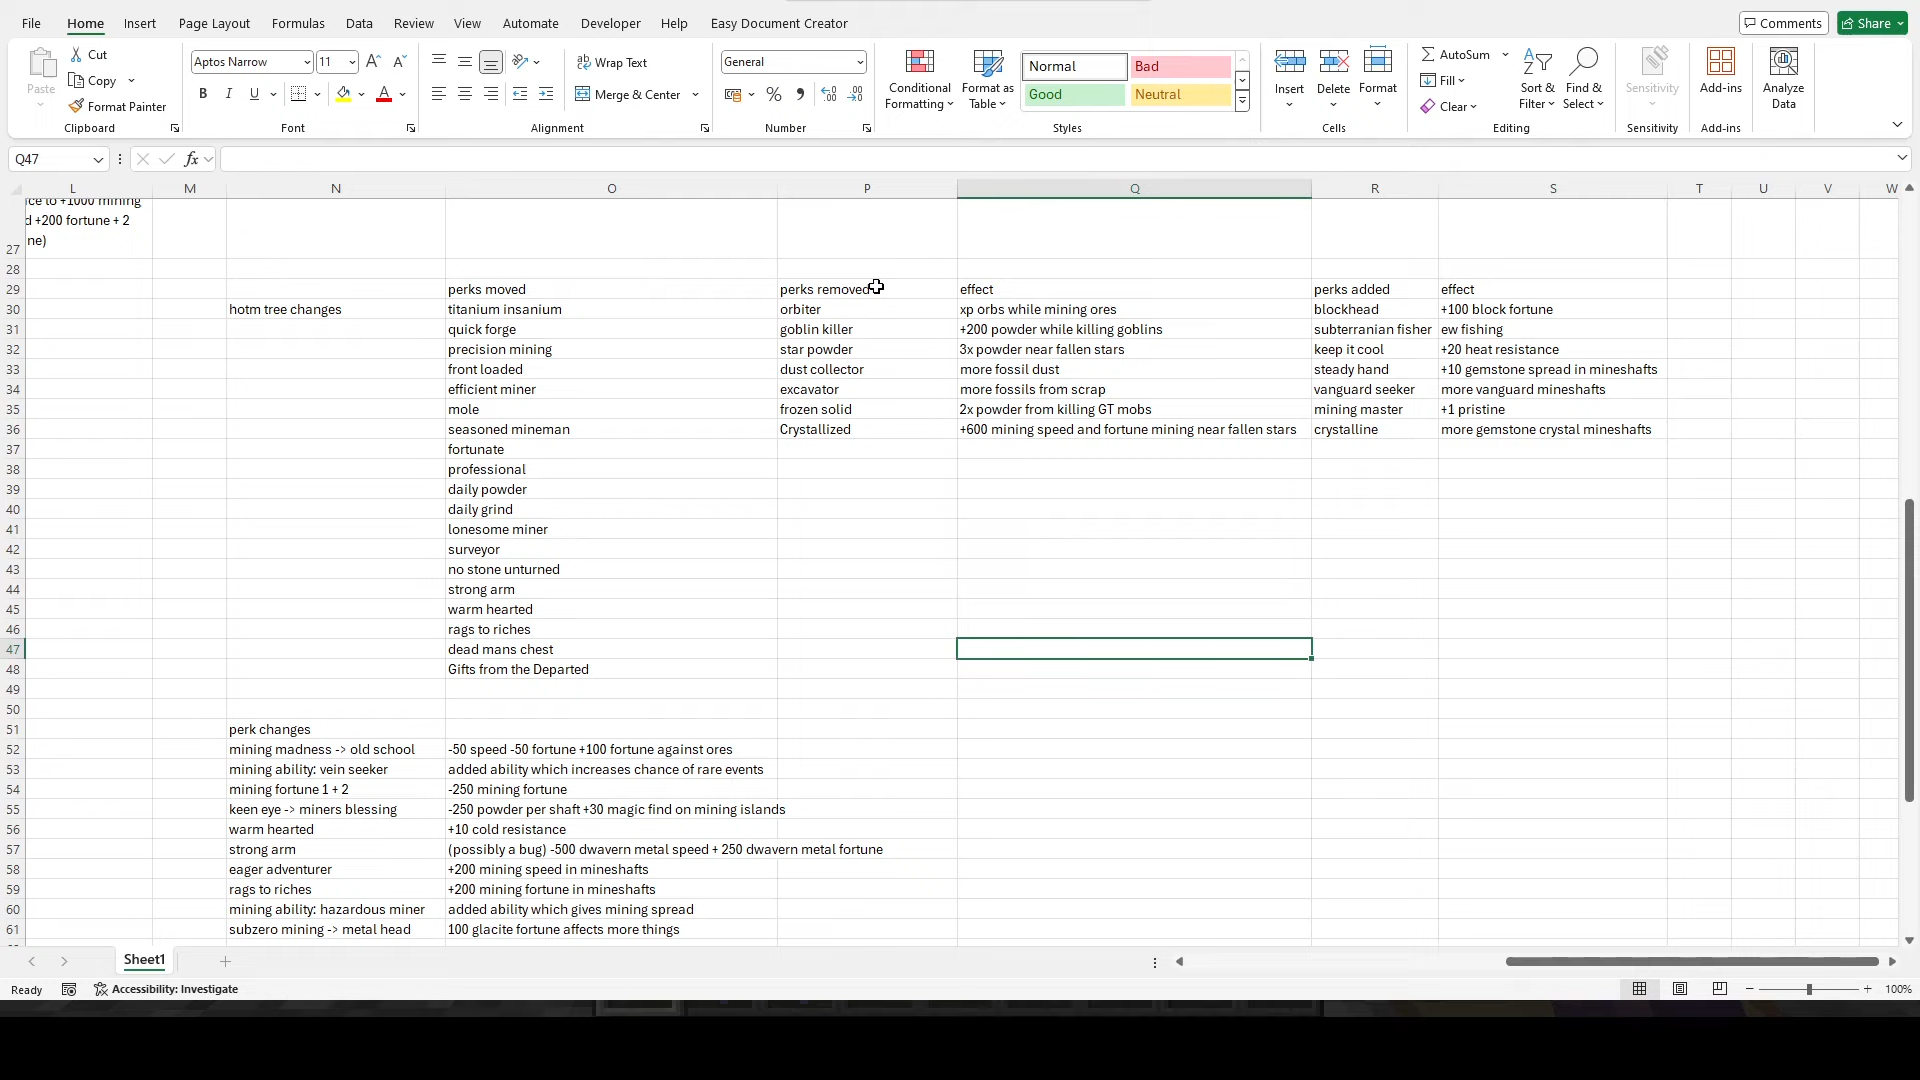 File Home Insert Page Layout Formulas Data Review View Automate Developer Help Easy Document Creator Comments Share
Paste Cut Copy Format Painter
Aptos Narrow 11
B I U
Wrap Text
Merge & Center
General
Conditional Formatting
Format as Table
Normal Bad
Good Neutral
Insert Delete Format
AutoSum
Fill
Clear
Sort & Filter
Find & Select
Sensitivity
Add-ins
Analyze Data
Clipboard Font Alignment Number Styles Cells Editing Sensitivity Add-ins
Q47 fx
L M N O P Q R S T U V W
ice to +1000 mining
d +200 fortune + 2
27 ne)
28
29 perks moved perks removed effect perks added effect
30 hotm tree changes titanium insanium orbiter xp orbs while mining ores blockhead +100 block fortune
31 quick forge goblin killer +200 powder while killing goblins subterranian fisher ew fishing
32 precision mining star powder 3x powder near fallen stars keep it cool +20 heat resistance
33 front loaded dust collector more fossil dust steady hand +10 gemstone spread in mineshafts
34 efficient miner excavator more fossils from scrap vanguard seeker more vanguard mineshafts
35 mole frozen solid 2x powder from killing GT mobs mining master +1 pristine
36 seasoned mineman Crystallized +600 mining speed and fortune mining near fallen stars crystalline more gemstone crystal mineshafts
37 fortunate
38 professional
39 daily powder
40 daily grind
41 lonesome miner
42 surveyor
43 no stone unturned
44 strong arm
45 warm hearted
46 rags to riches
47 dead mans chest
48 Gifts from the Departed
49
50
51 perk changes
52 mining madness -> old school -50 speed -50 fortune +100 fortune against ores
53 mining ability: vein seeker added ability which increases chance of rare events
54 mining fortune 1 + 2 -250 mining fortune
55 keen eye -> miners blessing -250 powder per shaft +30 magic find on mining islands
56 warm hearted +10 cold resistance
57 strong arm (possibly a bug) -500 dwavern metal speed + 250 dwavern metal fortune
58 eager adventurer +200 mining speed in mineshafts
59 rags to riches +200 mining fortune in mineshafts
60 mining ability: hazardous miner added ability which gives mining spread
61 subzero mining -> metal head 100 glacite fortune affects more things
Sheet1
Ready Accessibility: Investigate 100%